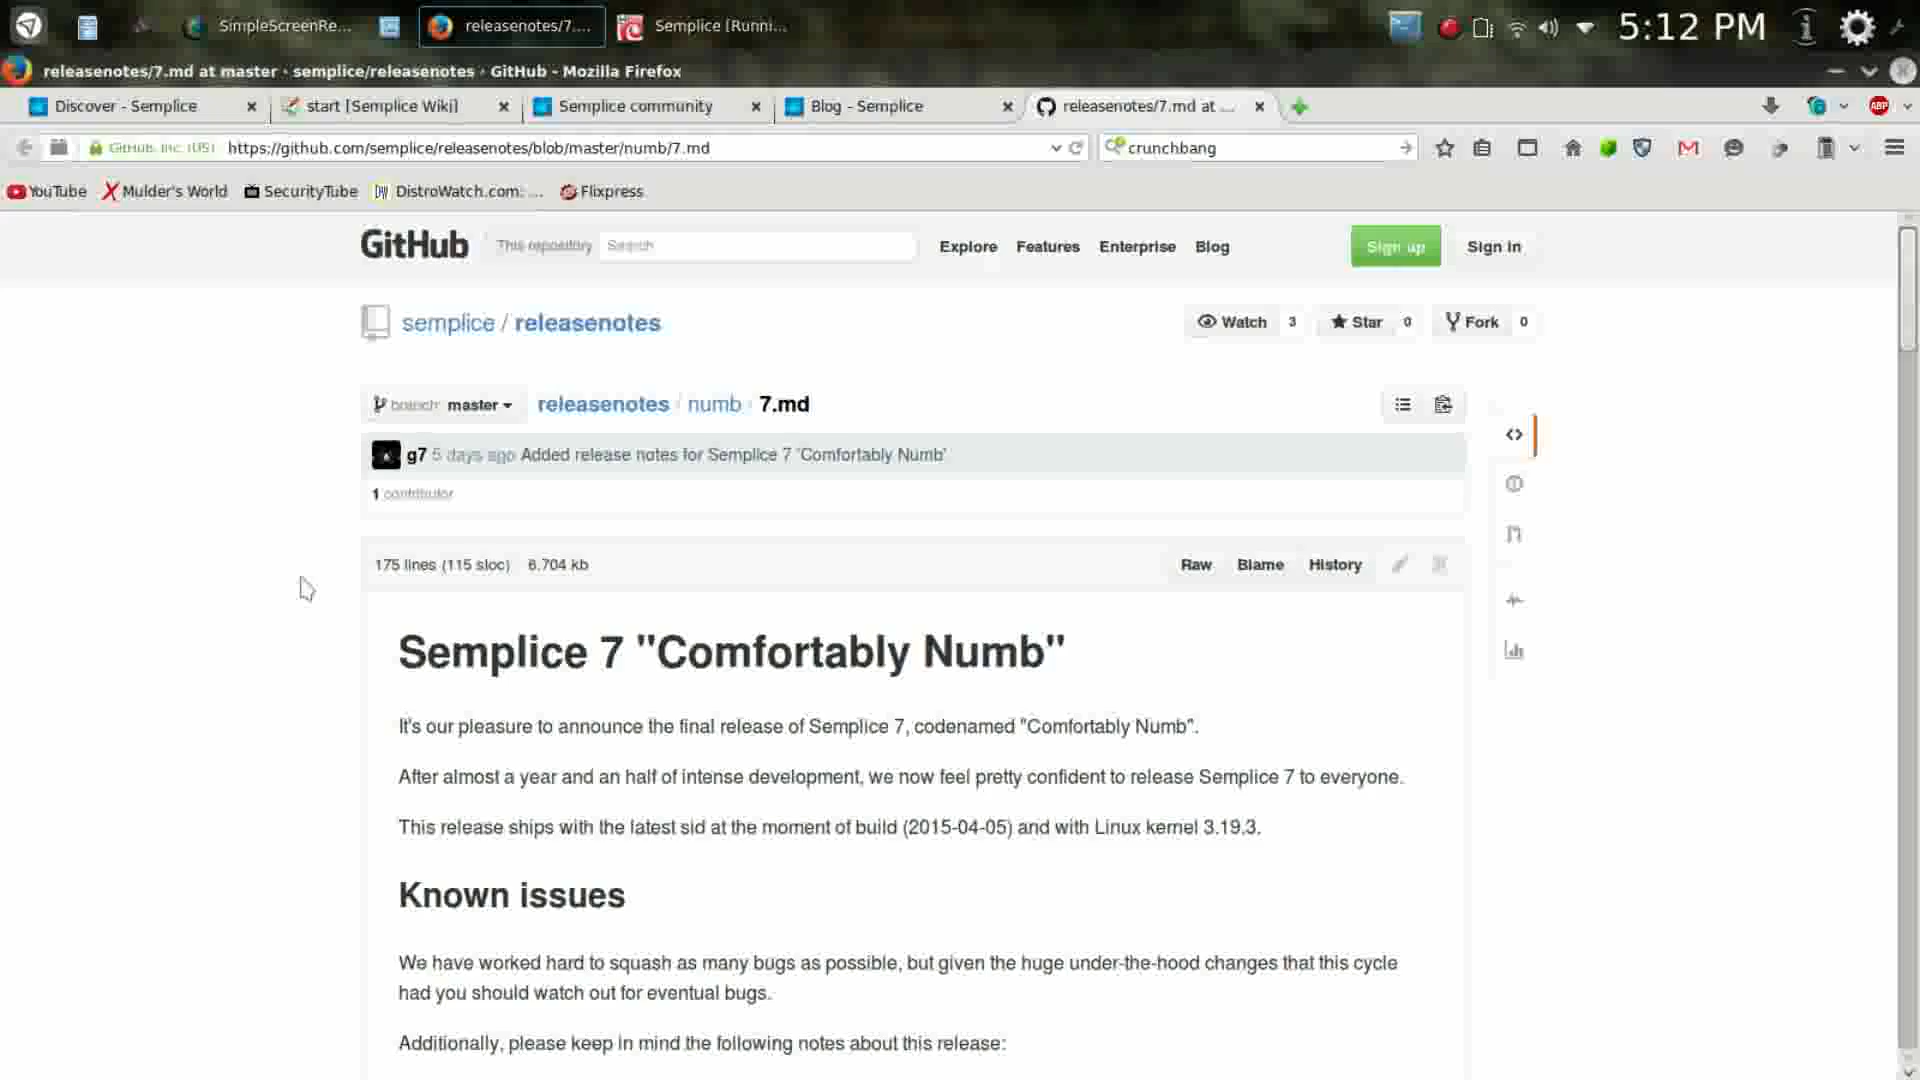 SimpleScreenRe...
releasenotes/7....
Semplice [Runni...
5:12 PM
releasenotes/7.md at master · semplice/releasenotes · GitHub - Mozilla Firefox
Discover - Semplice
start [Semplice Wiki]
Semplice community
Blog - Semplice
releasenotes/7.md at ...
ABP
GitHub, Inc. (US)
https://github.com/semplice/releasenotes/blob/master/numb/7.md
crunchbang
YouTube
Mulder's World
SecurityTube
DistroWatch.com: ...
Flixpress
GitHub
This repository
Search
Explore
Features
Enterprise
Blog
Sign up
Sign in
semplice / releasenotes
Watch 3
Star 0
Fork 0
branch: master
releasenotes / numb / 7.md
g7 5 days ago Added release notes for Semplice 7 'Comfortably Numb'
1 contributor
175 lines (115 sloc) 6.704 kb
Raw
Blame
History
Semplice 7 "Comfortably Numb"
It's our pleasure to announce the final release of Semplice 7, codenamed "Comfortably Numb".
After almost a year and an half of intense development, we now feel pretty confident to release Semplice 7 to everyone.
This release ships with the latest sid at the moment of build (2015-04-05) and with Linux kernel 3.19.3.
Known issues
We have worked hard to squash as many bugs as possible, but given the huge under-the-hood changes that this cycle
had you should watch out for eventual bugs.
Additionally, please keep in mind the following notes about this release: